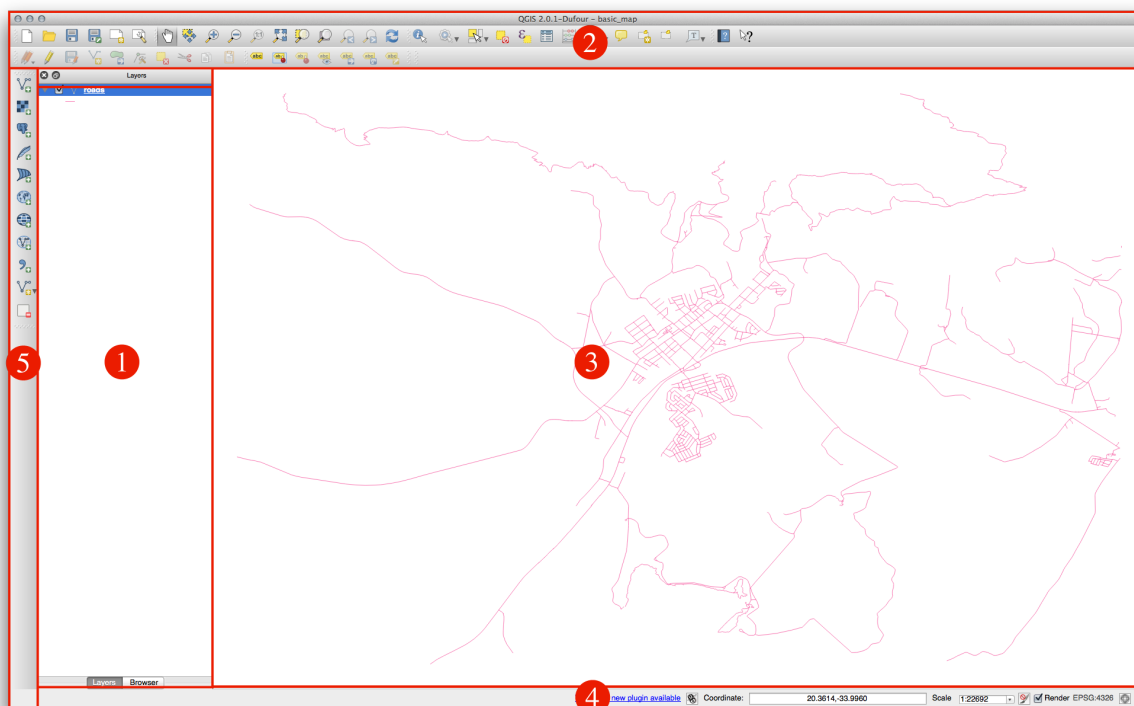 QGIS 2.0.1-Dufour - basic_map
2
Layers
roads
5
1
3
Layers Browser
4
new plugin available Coordinate: 20.3614,-33.9960 Scale 1:22692 Render EPSG:4326